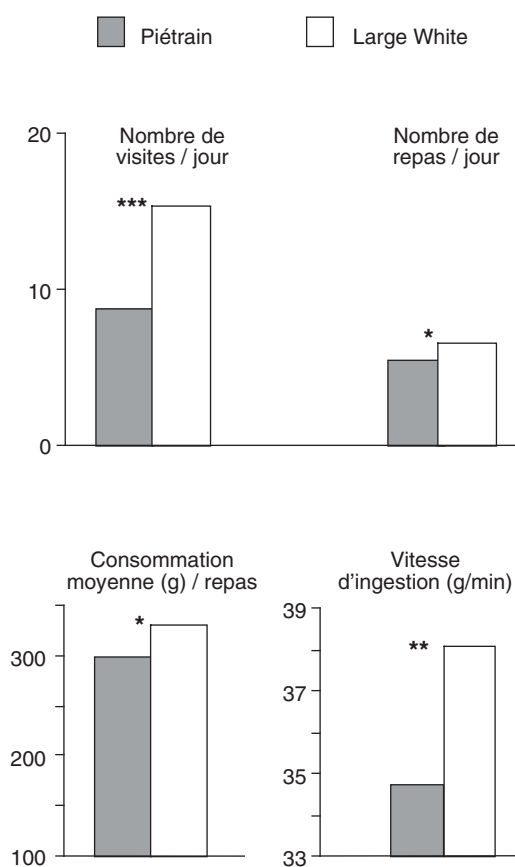 Piétrain
Large White
Nombre de
visites / jour
Nombre de
repas / jour
20
***
10
*
0
Consommation
moyenne (g) / repas
*
300
200
100
Vitesse
d'ingestion (g/min)
39
**
37
35
33